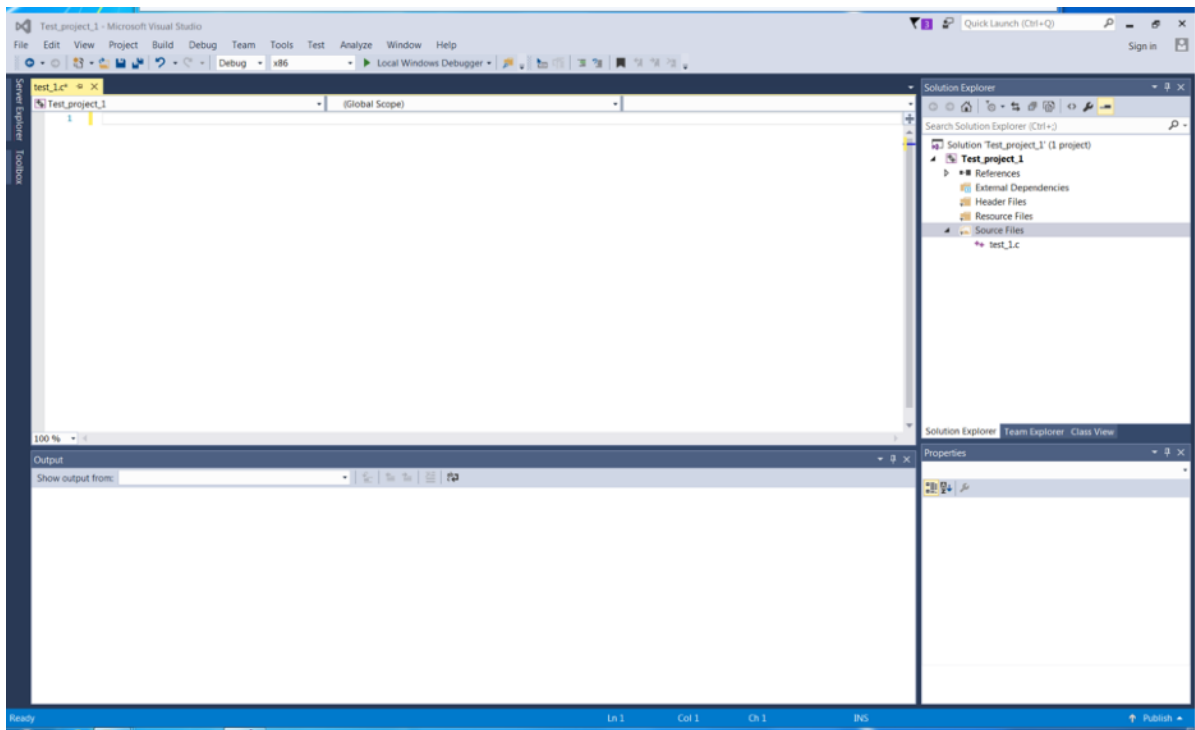 Test_project_1 - Microsoft Visual Studio
3
Quick Launch (Ctrl+Q)
File Edit View Project Build Debug Team Tools Test Analyze Window Help
Sign in
Debug x86 Local Windows Debugger
Server Explorer
Toolbox
test_1.c*
Test_project_1 (Global Scope)
1
100 %
Output
Show output from:
Solution Explorer
Search Solution Explorer (Ctrl+;)
Solution 'Test_project_1' (1 project)
Test_project_1
References
External Dependencies
Header Files
Resource Files
Source Files
test_1.c
Solution Explorer Team Explorer Class View
Properties
Ready Ln 1 Col 1 Ch 1 INS Publish